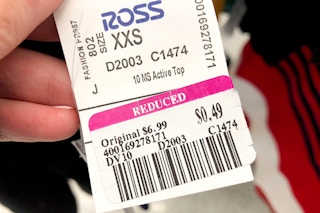 ROSS
FASHION P2987
802
SIZE
XXS
D2003 C1474
J
10 MS Active Top
400169278171
REDUCED
Original $6.99
$0.49
400169278171
DV10 D2003 C1474